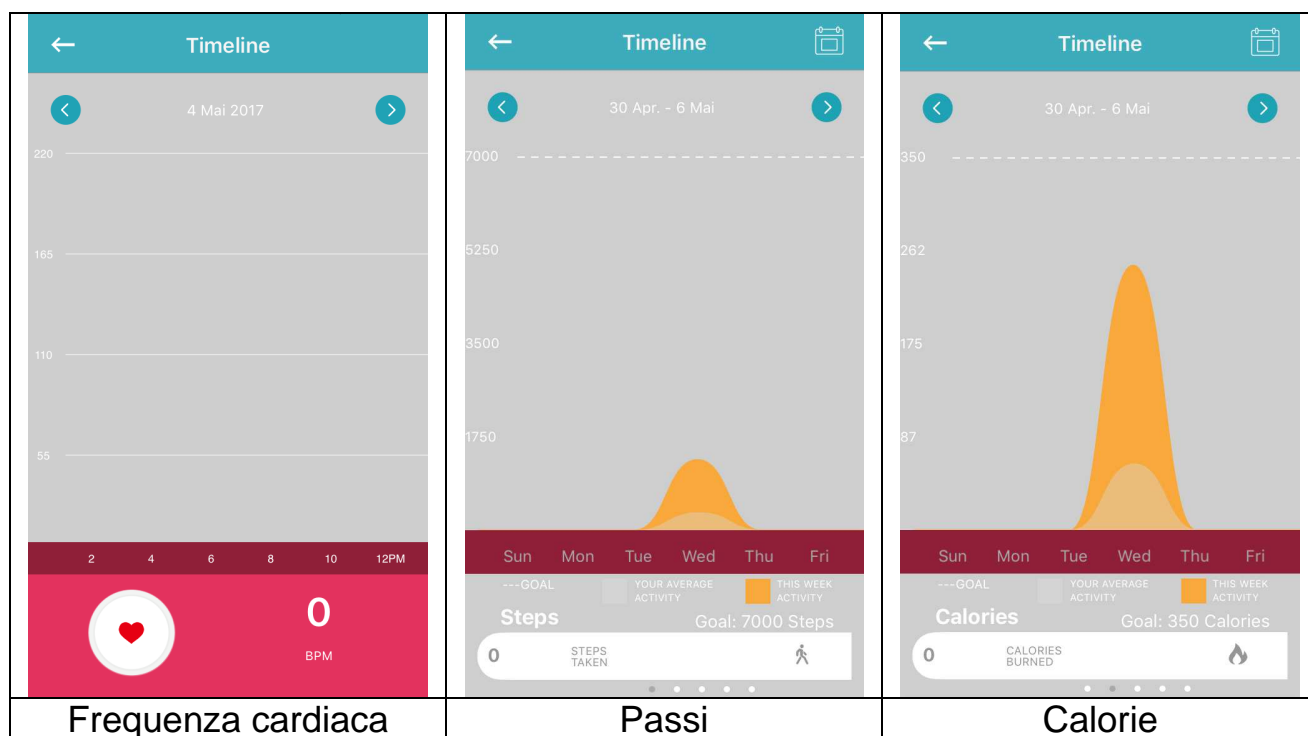 Timeline
4 Mai 2017
220
165
110
55
2 4 6 8 10 12PM
0
BPM
Frequenza cardiaca
Timeline
30 Apr. - 6 Mai
7000
5250
3500
1750
Sun Mon Tue Wed Thu Fri
---GOAL
YOUR AVERAGE
ACTIVITY
THIS WEEK
ACTIVITY
Steps
Goal: 7000 Steps
0
STEPS
TAKEN
Passi
Timeline
30 Apr. - 6 Mai
350
262
175
87
Sun Mon Tue Wed Thu Fri
---GOAL
YOUR AVERAGE
ACTIVITY
THIS WEEK
ACTIVITY
Calories
Goal: 350 Calories
0
CALORIES
BURNED
Calorie